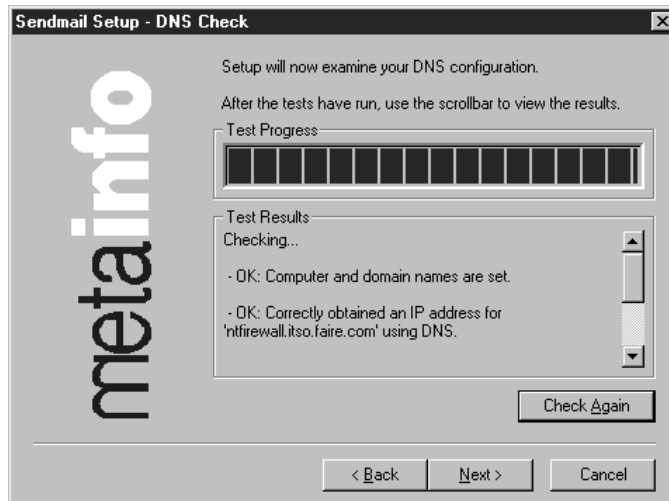 Sendmail Setup - DNS Check
metainfo
Setup will now examine your DNS configuration.
After the tests have run, use the scrollbar to view the results.
Test Progress
Test Results
Checking...
- OK: Computer and domain names are set.
- OK: Correctly obtained an IP address for
'ntfirewall.itso.faire.com' using DNS.
Check Again
< Back
Next >
Cancel